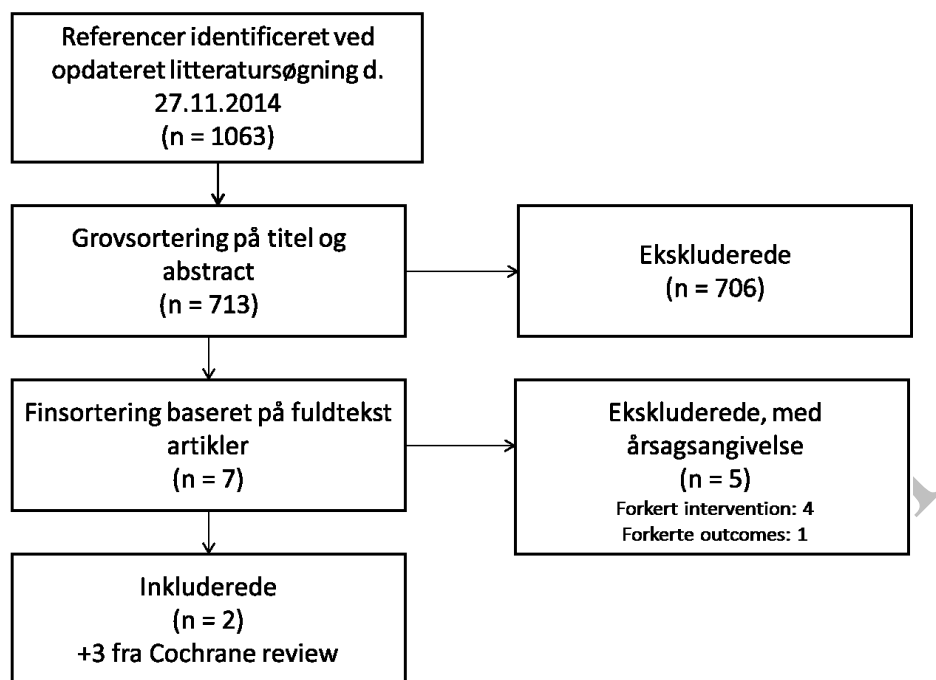 Referencer identificeret ved
opdateret litteratursøgning d.
27.11.2014
(n = 1063)
Grovsortering på titel og
abstract
(n = 713)
Ekskluderede
(n = 706)
Finsortering baseret på fuldtekst
artikler
(n = 7)
Ekskluderede, med
årsagsangivelse
(n = 5)
Forkert intervention: 4
Forkerte outcomes: 1
Inkluderede
(n = 2)
+3 fra Cochrane review